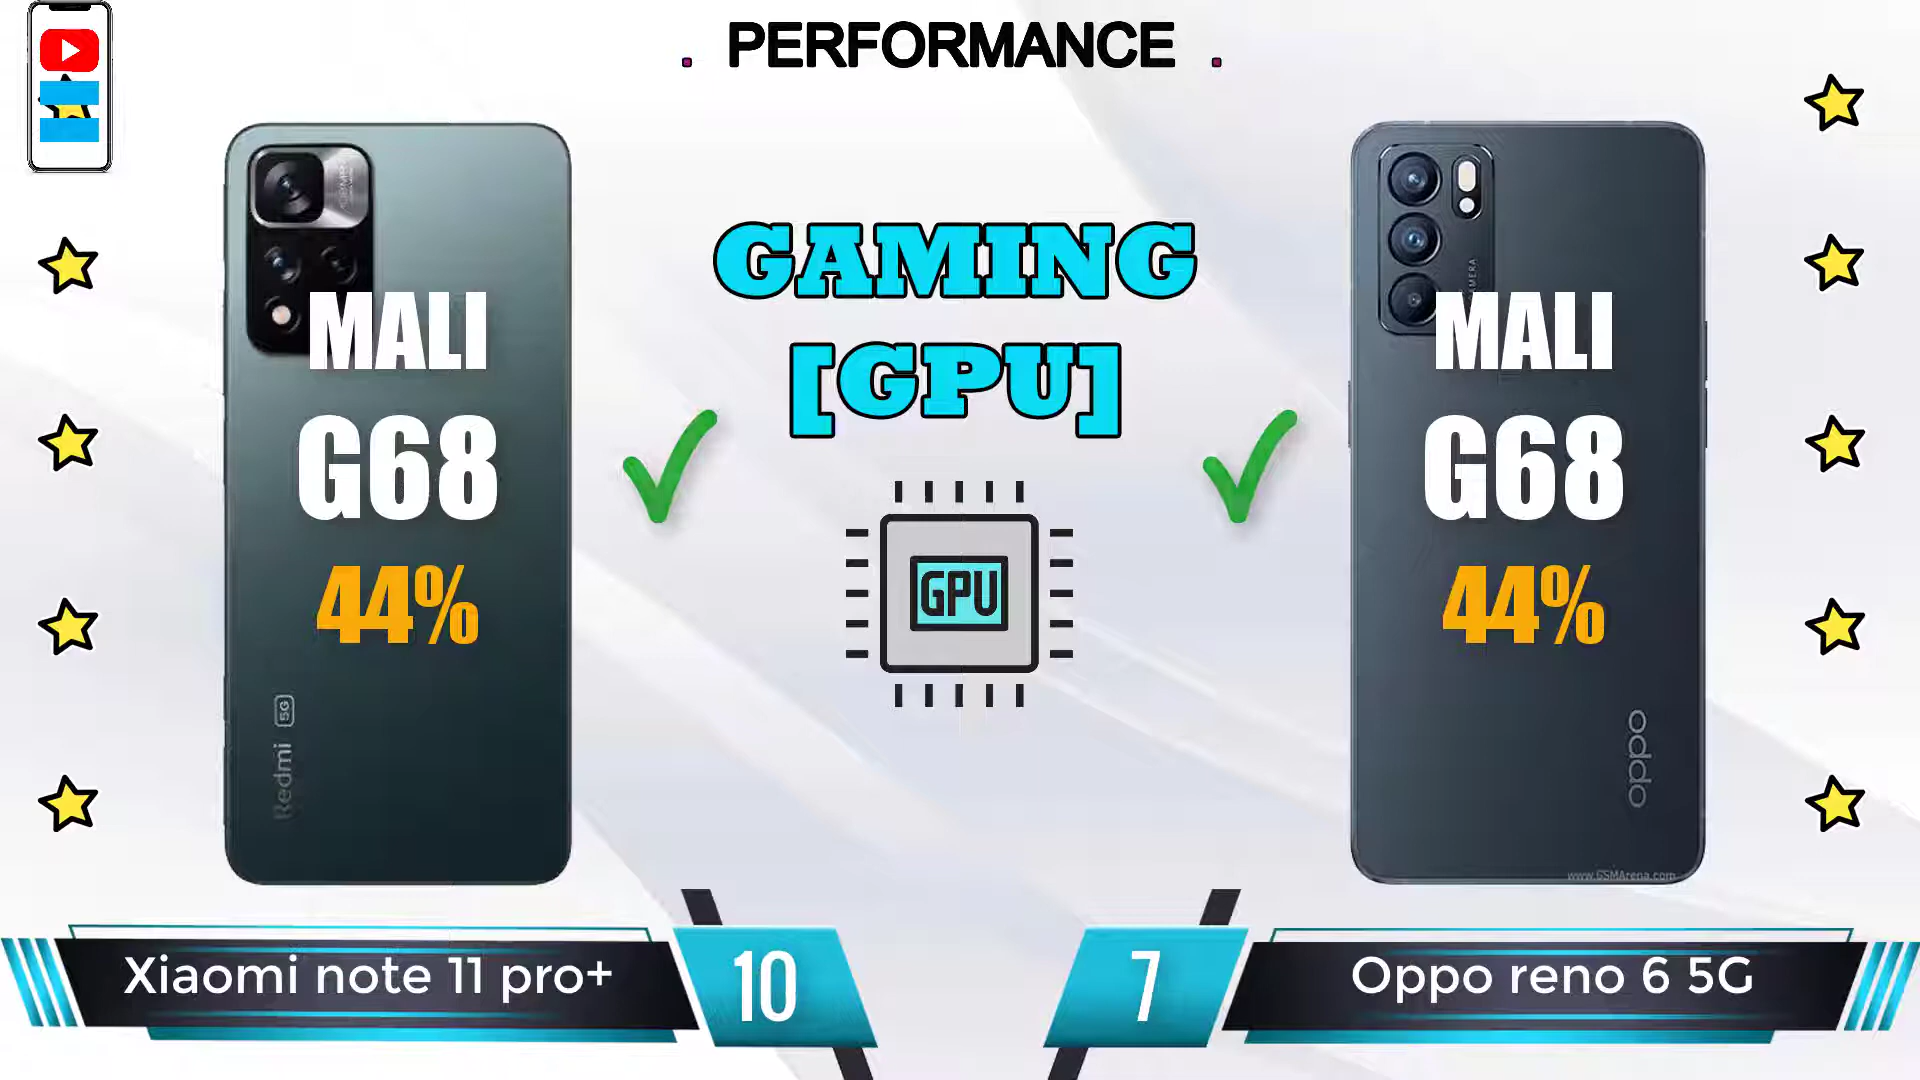 . PERFORMANCE .
GAMING
[GPU]
MALI
G68
44%
GPU
MALI
G68
44%
5G
Redmi
oppo
www.GSMArena.com
Xiaomi note 11 pro+
10
7
Oppo reno 6 5G